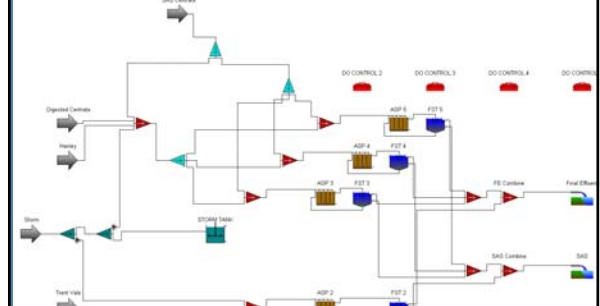 SAS Centrate
DO CONTROL 2 DO CONTROL 3 DO CONTROL 4 DO CONTROL
Digested Centrate
ASP 5 FST 5
Hanley
ASP 4 FST 4
ASP 3 FST 3
FE Combine Final Effluent
Storm
STORM TANK
SAS Combine SAS
Trent Vale
ASP 2 FST 2